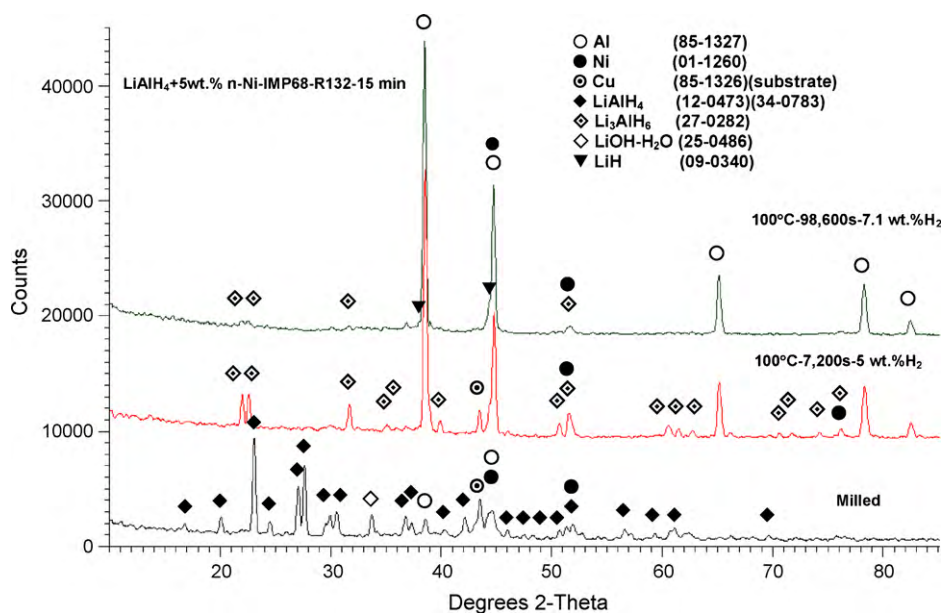 40000
30000
20000
10000
0
Counts
LiAlH₄+5wt.% n-Ni-IMP68-R132-15 min
Al (85-1327)
Ni (01-1260)
Cu (85-1326)(substrate)
LiAlH₄ (12-0473)(34-0783)
Li₃AlH₆ (27-0282)
LiOH-H₂O (25-0486)
LiH (09-0340)
100°C-98,600s-7.1 wt.%H₂
100°C-7,200s-5 wt.%H₂
Milled
20 30 40 50 60 70 80
Degrees 2-Theta